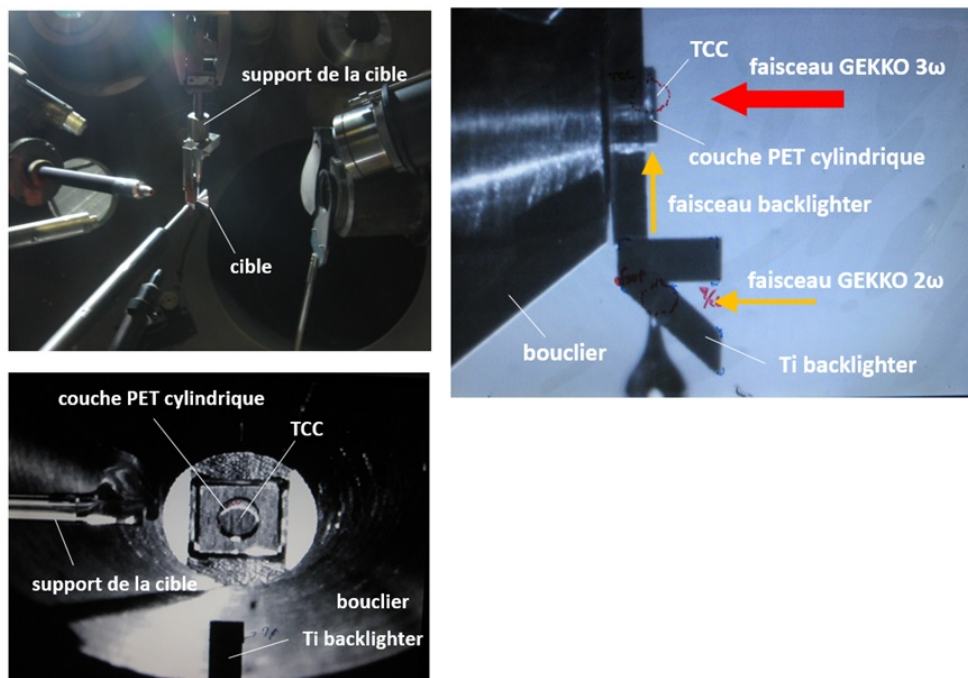 support de la cible
cible
TCC
faisceau GEKKO 3ω
couche PET cylindrique
faisceau backlighter
faisceau GEKKO 2ω
bouclier
Ti backlighter
couche PET cylindrique
TCC
support de la cible
bouclier
Ti backlighter